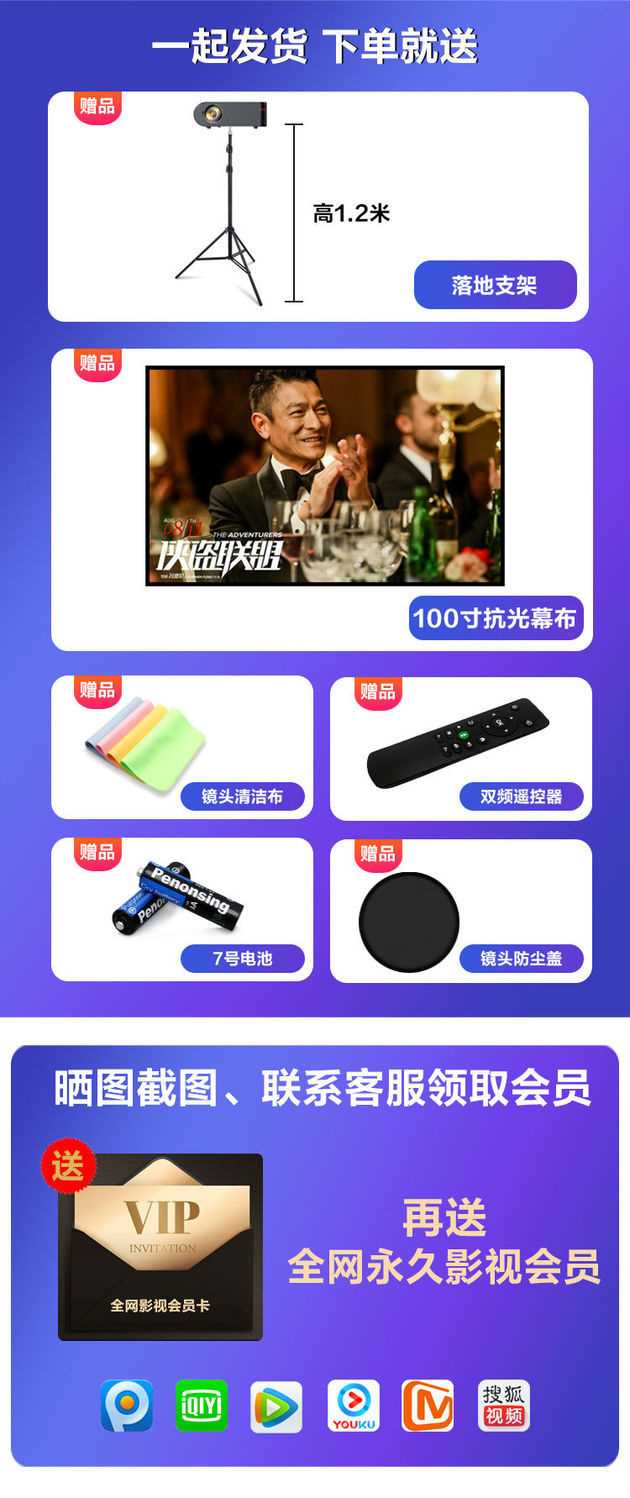 一起发货 下单就送
赠品
高1.2米
落地支架
赠品
THE ADVENTURERS
侠盗联盟
100寸抗光幕布
赠品
镜头清洁布
赠品
OK
双频遥控器
赠品
Penonsing
7号电池
赠品
镜头防尘盖
晒图截图、联系客服领取会员
送
VIP
INVITATION
全网影视会员卡
再送
全网永久影视会员
iQIYI
YOUKU
搜狐
视频